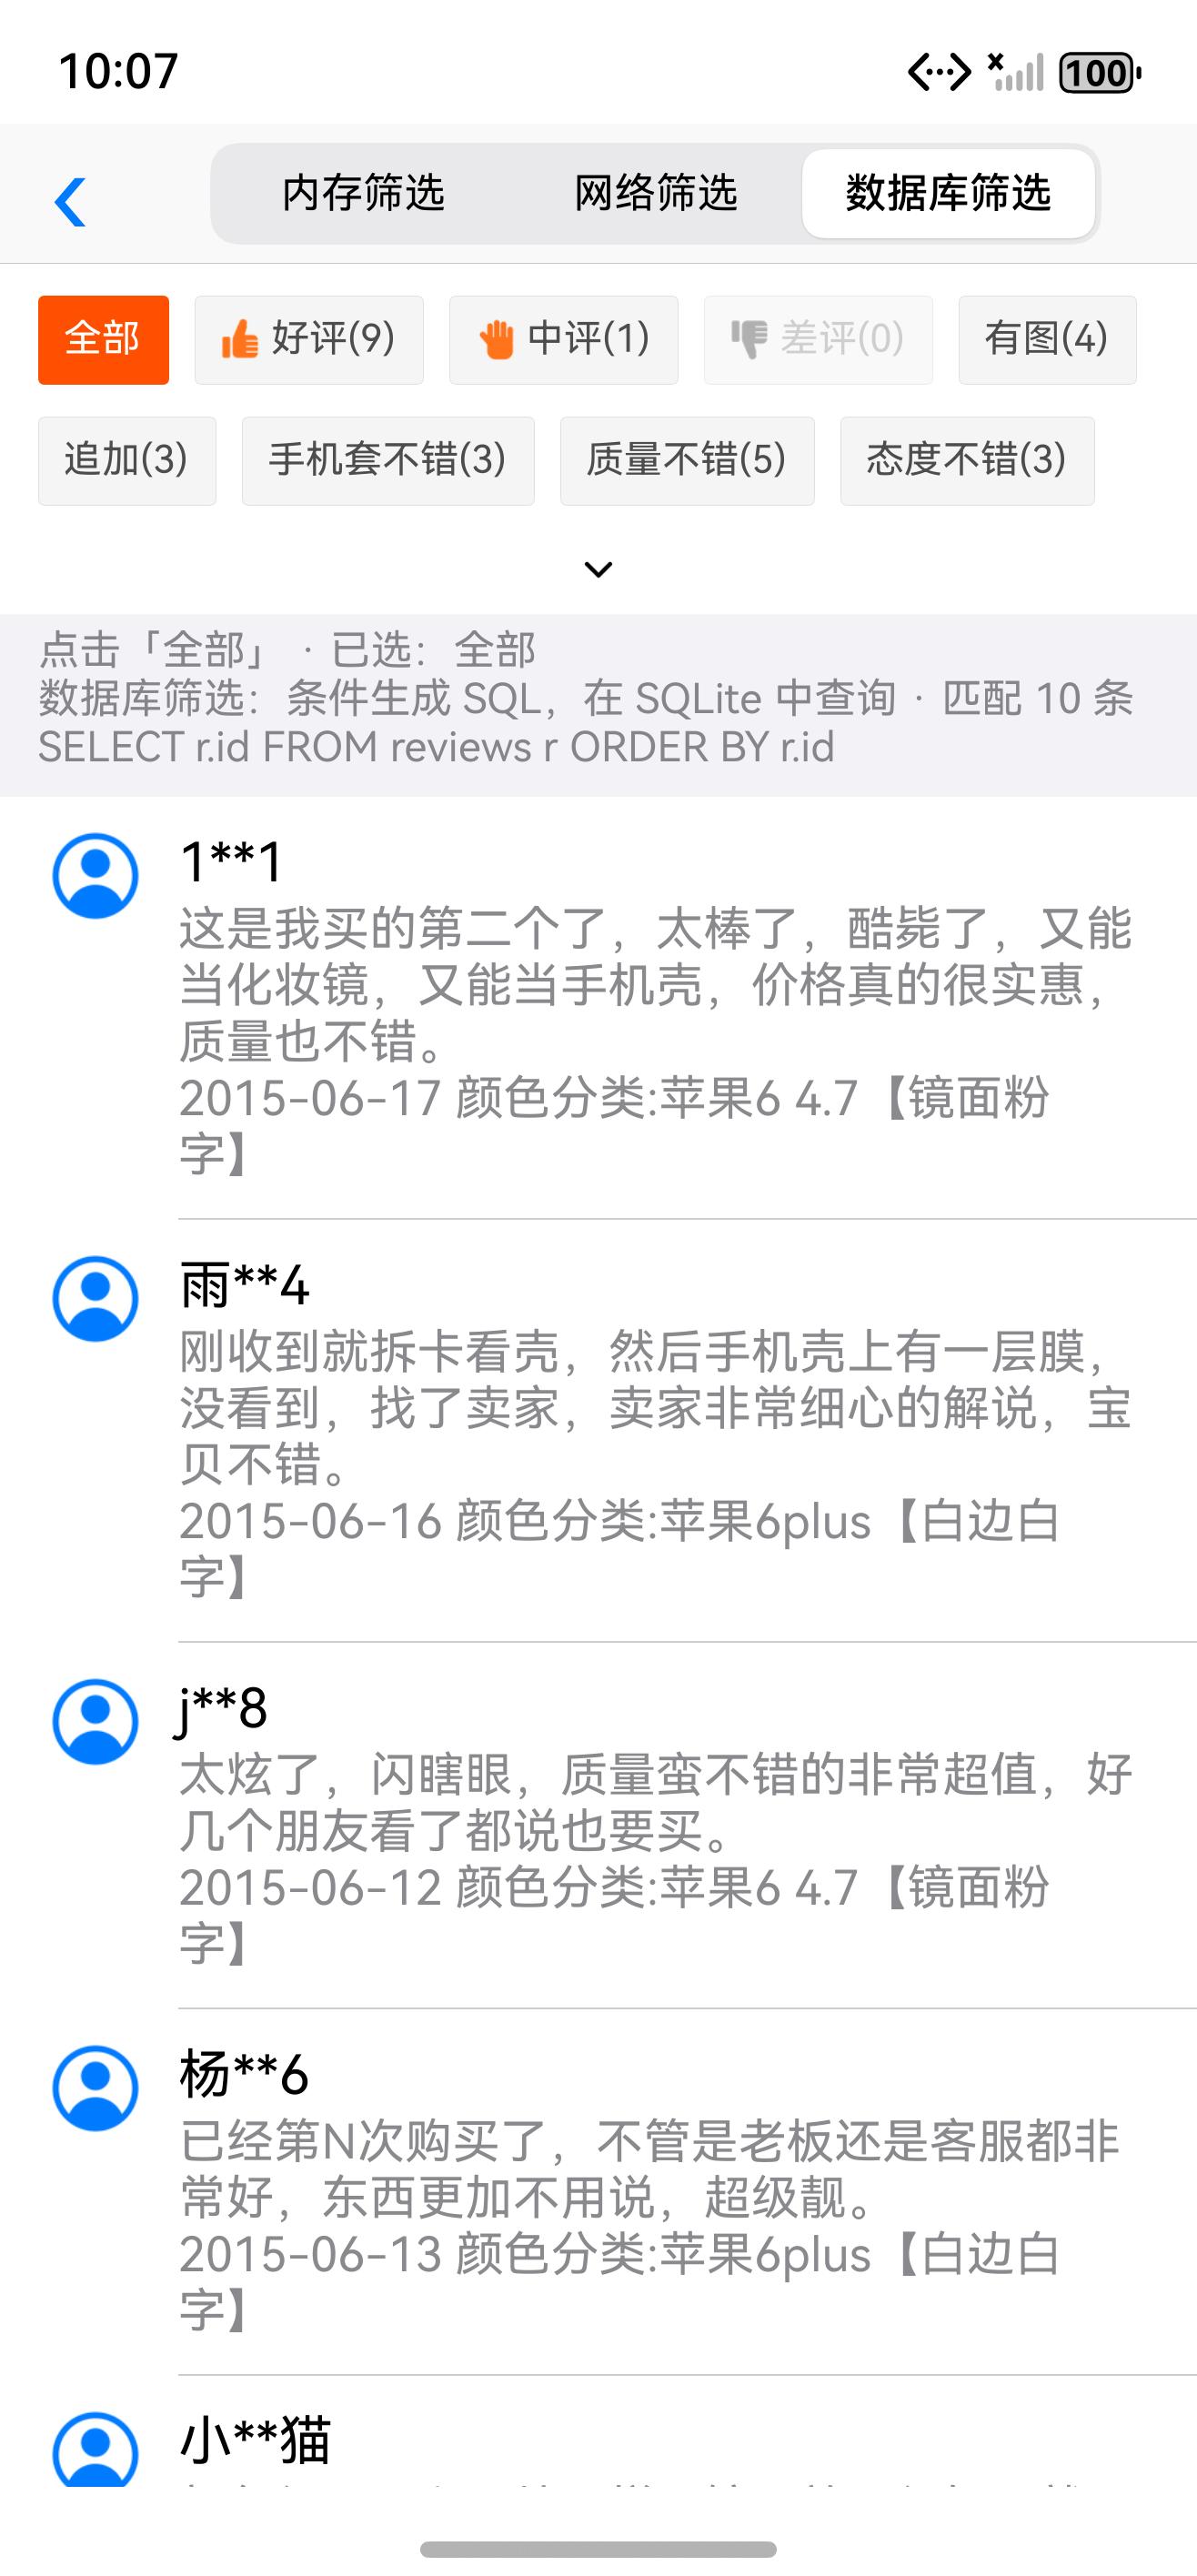 10:07
100
内存筛选
网络筛选
数据库筛选
全部
好评(9)
中评(1)
差评(0)
有图(4)
追加(3)
手机套不错(3)
质量不错(5)
态度不错(3)
点击「全部」 · 已选：全部
数据库筛选：条件生成 SQL，在 SQLite 中查询 · 匹配 10 条
SELECT r.id FROM reviews r ORDER BY r.id
1**1
这是我买的第二个了，太棒了，酷毙了，又能
当化妆镜，又能当手机壳，价格真的很实惠，
质量也不错。
2015-06-17 颜色分类:苹果6 4.7【镜面粉
字】
雨**4
刚收到就拆卡看壳，然后手机壳上有一层膜，
没看到，找了卖家，卖家非常细心的解说，宝
贝不错。
2015-06-16 颜色分类:苹果6plus【白边白
字】
j**8
太炫了，闪瞎眼，质量蛮不错的非常超值，好
几个朋友看了都说也要买。
2015-06-12 颜色分类:苹果6 4.7【镜面粉
字】
杨**6
已经第N次购买了，不管是老板还是客服都非
常好，东西更加不用说，超级靓。
2015-06-13 颜色分类:苹果6plus【白边白
字】
小**猫